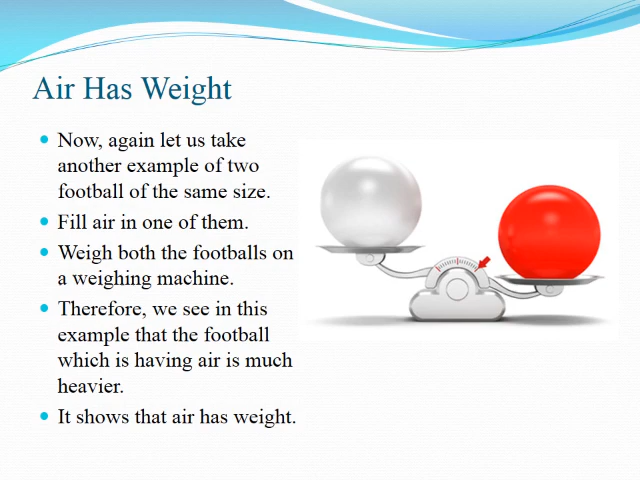 Air Has Weight
• Now, again let us take
another example of two
football of the same size.
• Fill air in one of them.
• Weigh both the footballs on
a weighing machine.
• Therefore, we see in this
example that the football
which is having air is much
heavier.
• It shows that air has weight.